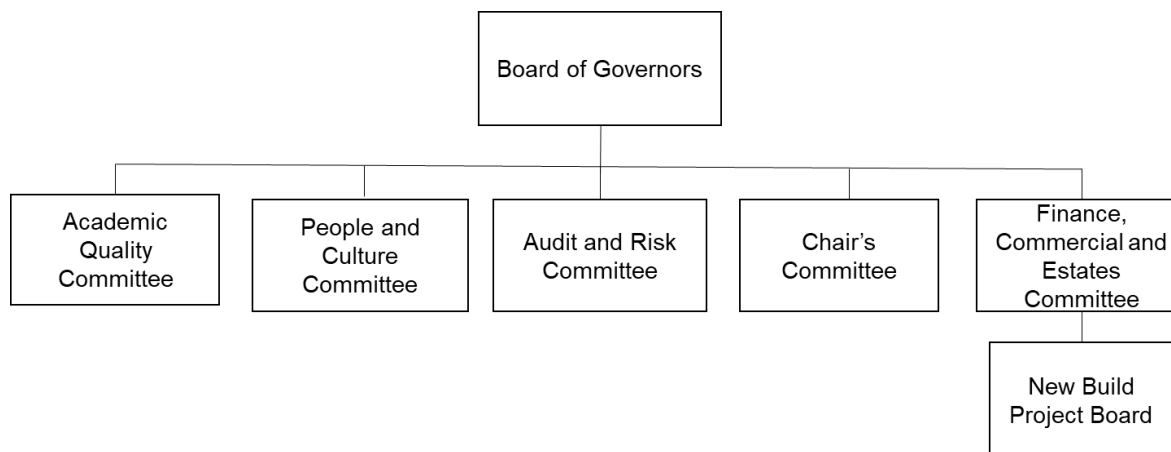 Board of Governors
Academic
Quality
Committee
People and
Culture
Committee
Audit and Risk
Committee
Chair’s
Committee
Finance,
Commercial and
Estates
Committee
New Build
Project Board